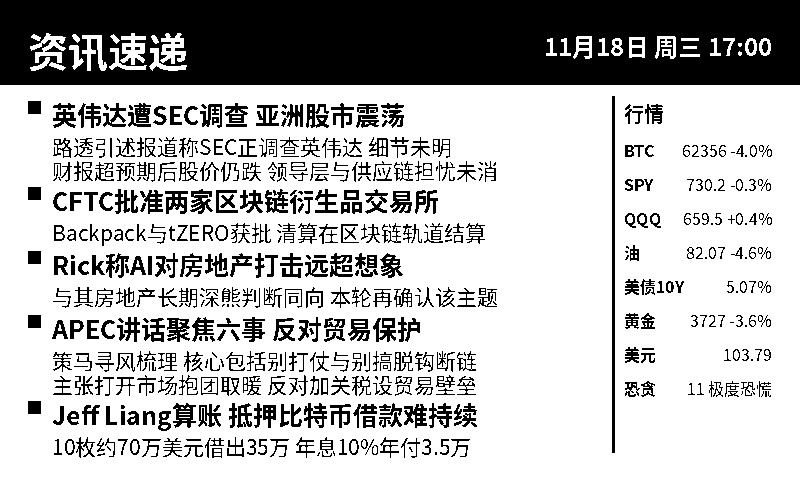 资讯速递
11月18日 周三 17:00
英伟达遭SEC调查 亚洲股市震荡
路透引述报道称SEC正调查英伟达 细节未明
财报超预期后股价仍跌 领导层与供应链担忧未消
CFTC批准两家区块链衍生品交易所
Backpack与tZERO获批 清算在区块链轨道结算
Rick称AI对房地产打击远超想象
与其房地产长期深熊判断同向 本轮再确认该主题
APEC讲话聚焦六事 反对贸易保护
策马寻风梳理 核心包括别打仗与别搞脱钩断链
主张打开市场抱团取暖 反对加关税设贸易壁垒
Jeff Liang算账 抵押比特币借款难持续
10枚约70万美元借出35万 年息10%年付3.5万
行情
BTC 62356 -4.0%
SPY 730.2 -0.3%
QQQ 659.5 +0.4%
油 82.07 -4.6%
美债10Y 5.07%
黄金 3727 -3.6%
美元 103.79
恐贪 11 极度恐慌